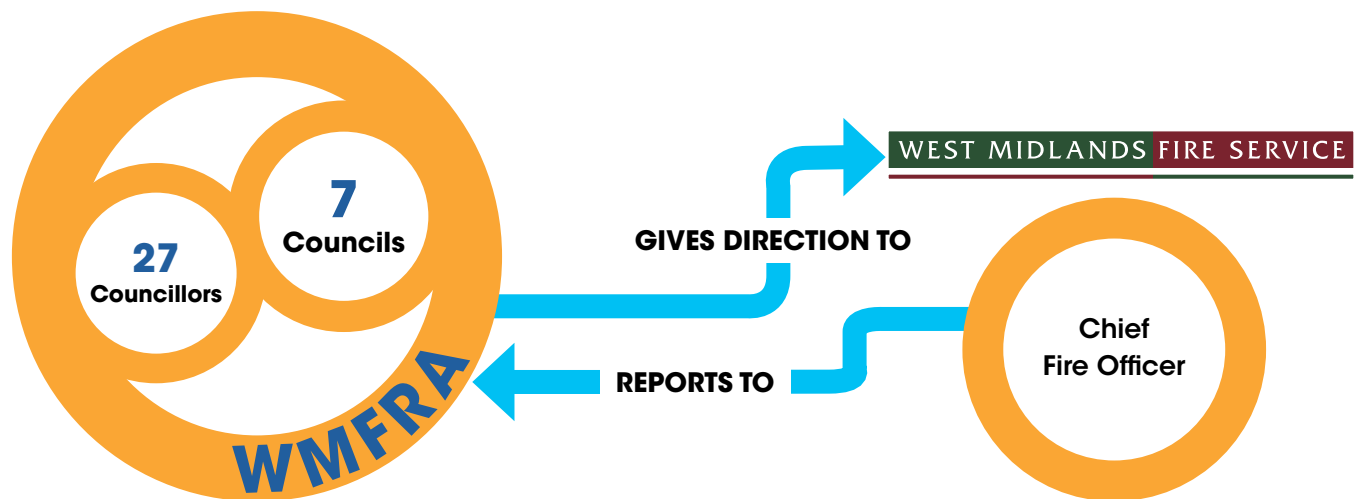 7
Councils
27
Councillors
WMFRA
GIVES DIRECTION TO
REPORTS TO
WEST MIDLANDS FIRE SERVICE
Chief
Fire Officer